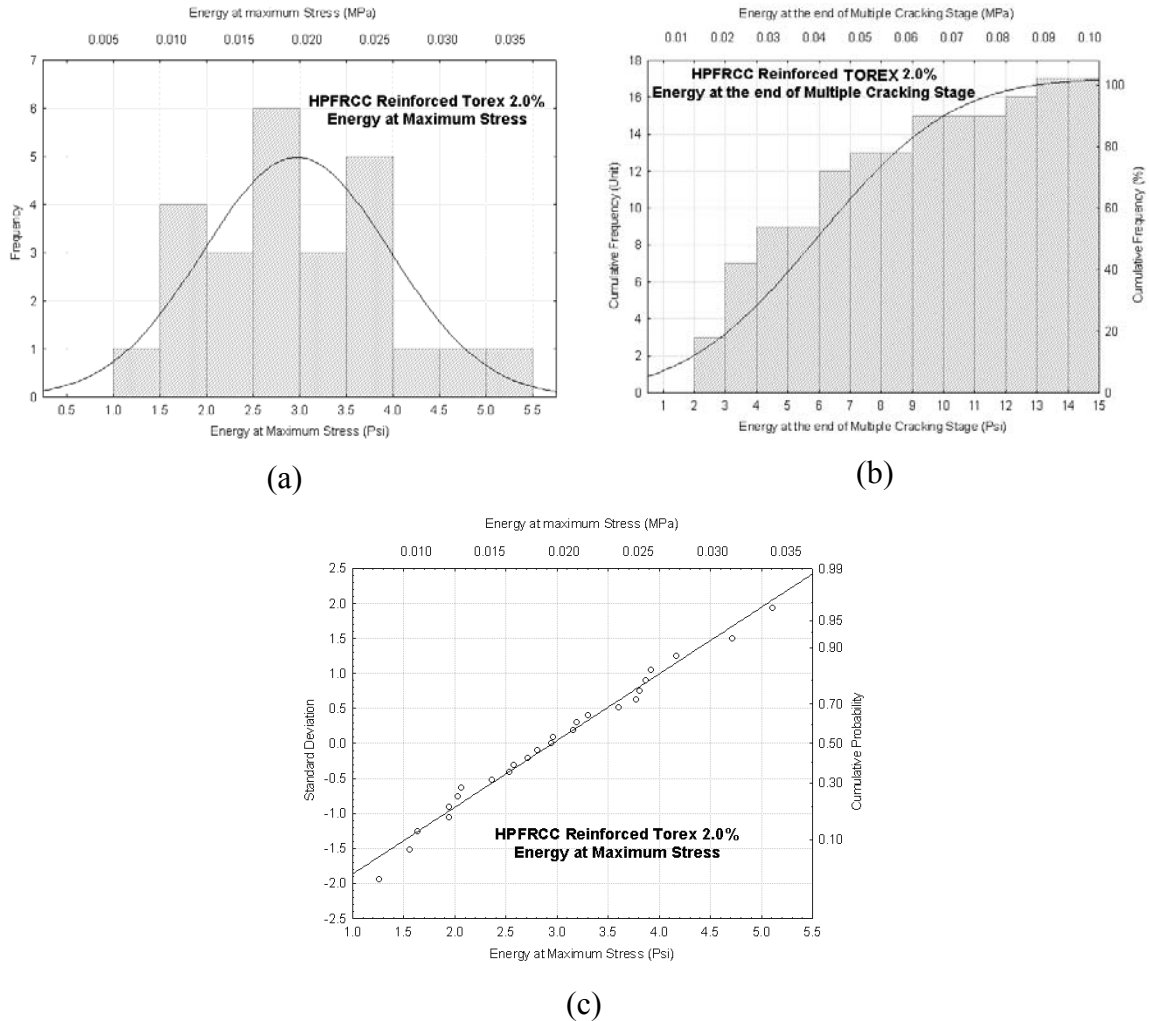 Energy at maximum Stress (MPa)
0.005 0.010 0.015 0.020 0.025 0.030 0.035
7
6
5
4
3
2
1
0
Frequency
HPFRCC Reinforced Torex 2.0%
Energy at Maximum Stress
0.5 1.0 1.5 2.0 2.5 3.0 3.5 4.0 4.5 5.0 5.5
Energy at Maximum Stress (Psi)
(a)
Energy at the end of Multiple Cracking Stage (MPa)
0.01 0.02 0.03 0.04 0.05 0.06 0.07 0.08 0.09 0.10
18
16
14
12
10
8
6
4
2
0
Cumulative Frequency (Unit)
HPFRCC Reinforced TOREX 2.0%
Energy at the end of Multiple Cracking Stage
100
80
60
40
20
0
Cumulative Frequency (%)
1 2 3 4 5 6 7 8 9 10 11 12 13 14 15
Energy at the end of Multiple Cracking Stage (Psi)
(b)
Energy at maximum Stress (MPa)
0.010 0.015 0.020 0.025 0.030 0.035
2.5
2.0
1.5
1.0
0.5
0.0
-0.5
-1.0
-1.5
-2.0
-2.5
Standard Deviation
HPFRCC Reinforced Torex 2.0%
Energy at Maximum Stress
0.99
0.95
0.80
0.70
0.50
0.30
0.10
Cumulative Probability
1.0 1.5 2.0 2.5 3.0 3.5 4.0 4.5 5.0 5.5
Energy at Maximum Stress (Psi)
(c)